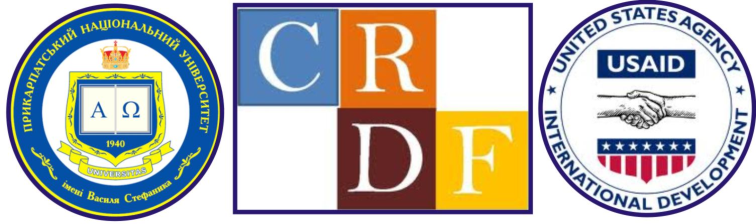 ПРИКАРПАТСЬКИЙ НАЦІОНАЛЬНИЙ УНІВЕРСИТЕТ
Α Ω
1940
UNIVERSITAS
імені Василя Стефаника
C R
D F
UNITED STATES AGENCY
USAID
INTERNATIONAL DEVELOPMENT